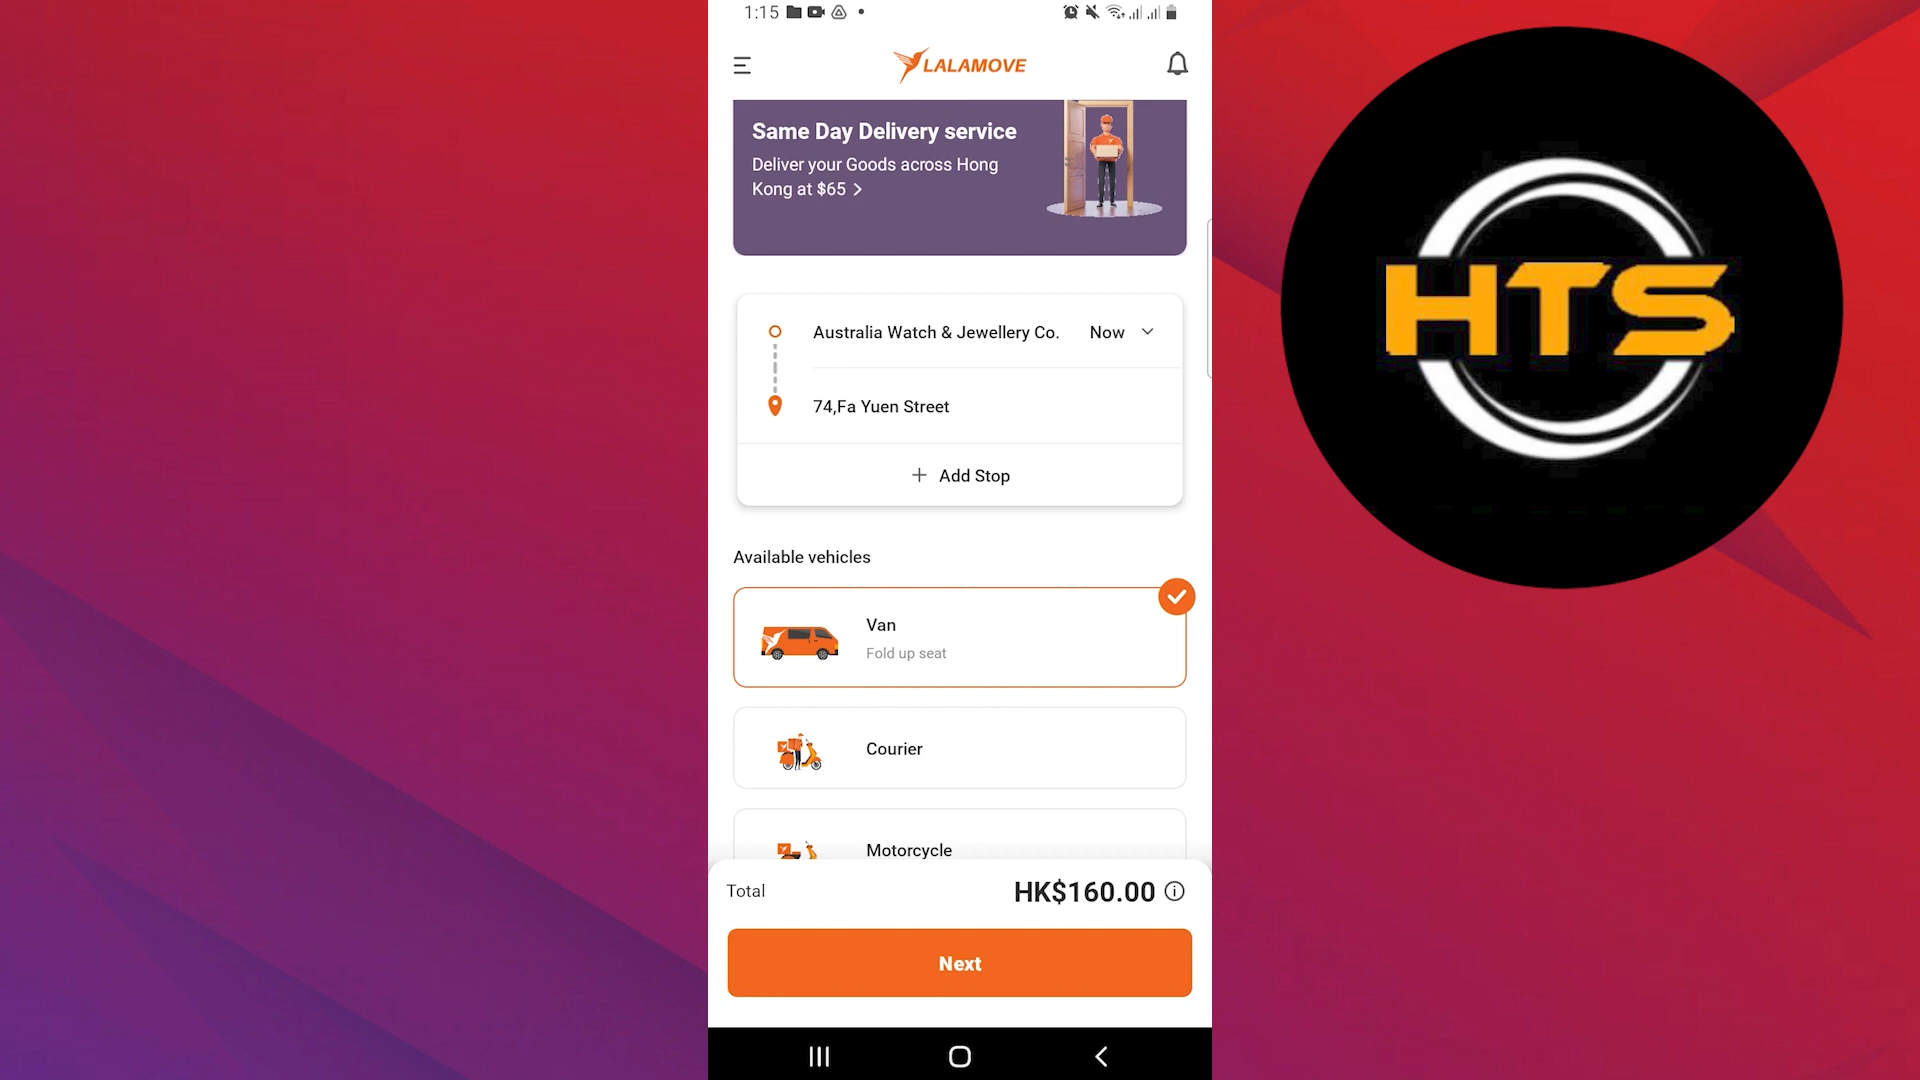 1:15
LALAMOVE
Same Day Delivery service
Deliver your Goods across Hong
Kong at $65 >
Australia Watch & Jewellery Co. Now
74,Fa Yuen Street
+ Add Stop
Available vehicles
Van
Fold up seat
Courier
Motorcycle
Total HK$160.00
Next
HTS